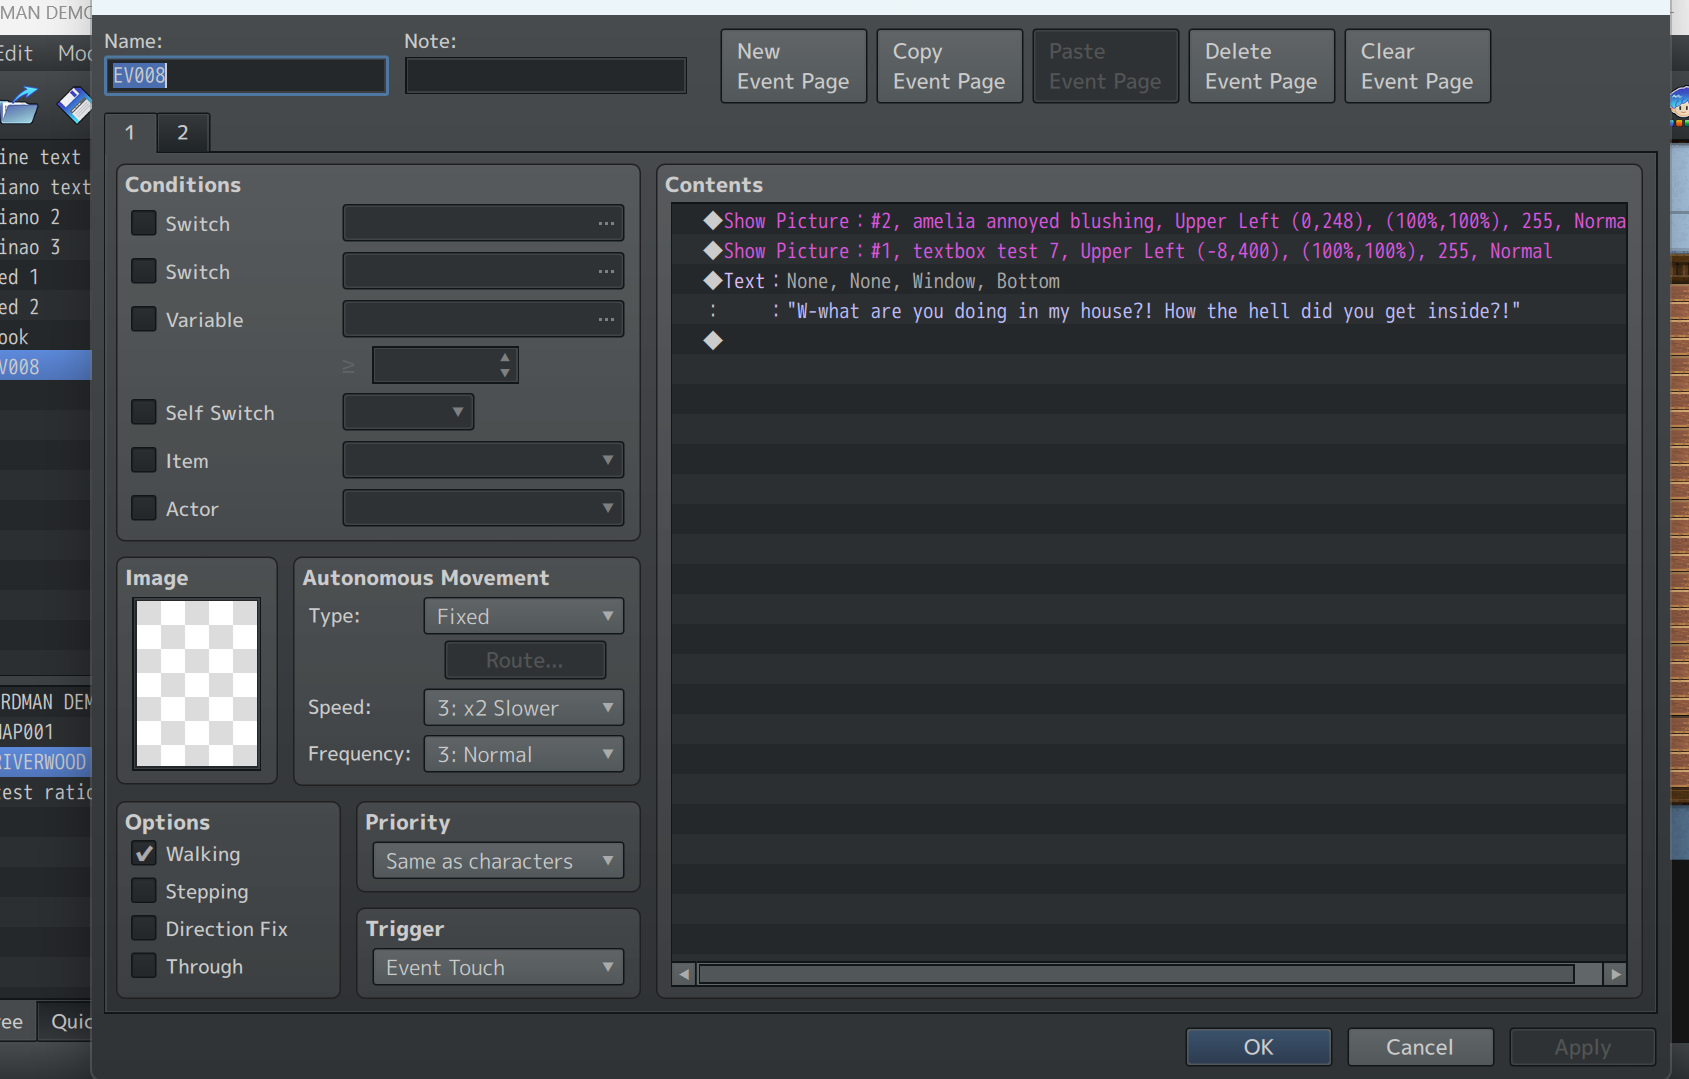 MAN DEMO
Edit Mod
ine text
iano text
iano 2
inao 3
ed 1
ed 2
ook
V008
RDMAN DEM
MAP001
RIVERWOOD
test ratio
ree Quic
Name:
EV008
Note:
New
Event Page
Copy
Event Page
Paste
Event Page
Delete
Event Page
Clear
Event Page
1 2
Conditions
Switch ...
Switch ...
Variable ...
≥
Self Switch
Item
Actor
Image
Autonomous Movement
Type: Fixed
Route...
Speed: 3: x2 Slower
Frequency: 3: Normal
Options
Walking
Stepping
Direction Fix
Through
Priority
Same as characters
Trigger
Event Touch
Contents
◆Show Picture：#2, amelia annoyed blushing, Upper Left (0,248), (100%,100%), 255, Norma
◆Show Picture：#1, textbox test 7, Upper Left (-8,400), (100%,100%), 255, Normal
◆Text：None, None, Window, Bottom
：　　："W-what are you doing in my house?! How the hell did you get inside?!"
◆
OK Cancel Apply